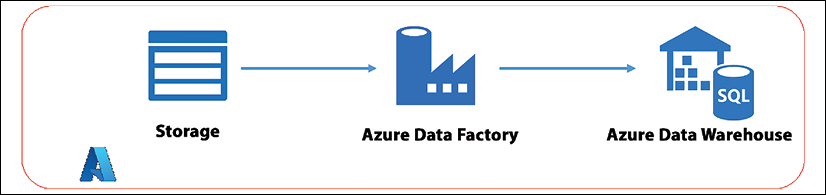 SQL
Storage
Azure Data Factory
Azure Data Warehouse